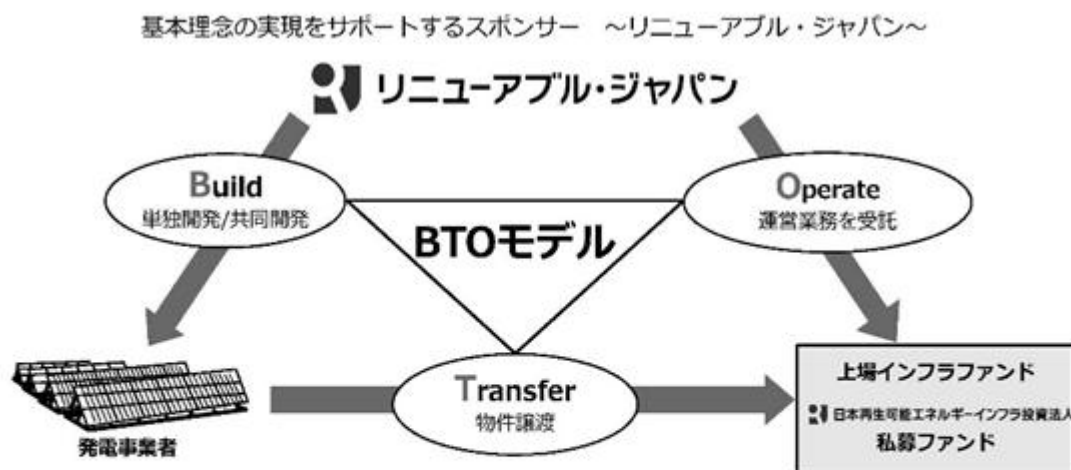 基本理念の実現をサポートするスポンサー ～リニューアブル・ジャパン～
リニューアブル・ジャパン
Build
単独開発/共同開発
Operate
運営業務を受託
BTOモデル
Transfer
物件譲渡
発電事業者
上場インフラファンド
日本再生可能エネルギーインフラ投資法人
私募ファンド